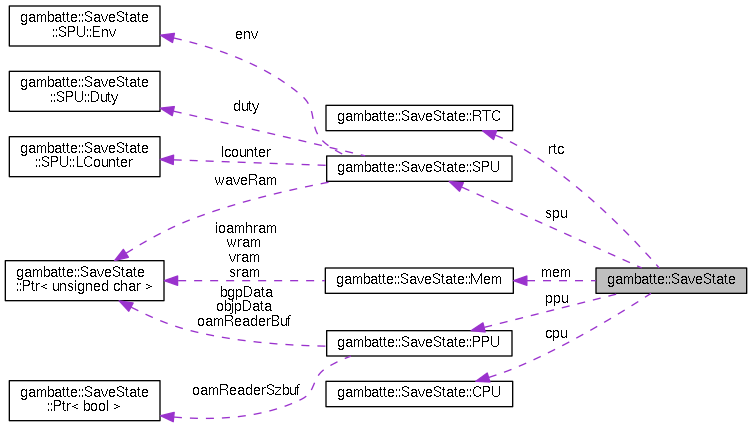 gambatte::SaveState
::SPU::Env
env
gambatte::SaveState
::SPU::Duty
duty
gambatte::SaveState::RTC
rtc
gambatte::SaveState
::SPU::LCounter
lcounter
gambatte::SaveState::SPU
waveRam
spu
ioamhram
wram
vram
sram
gambatte::SaveState
::Ptr< unsigned char >
gambatte::SaveState::Mem
mem
gambatte::SaveState
bgpData
objpData
oamReaderBuf
ppu
gambatte::SaveState::PPU
cpu
oamReaderSzbuf
gambatte::SaveState::CPU
gambatte::SaveState
::Ptr< bool >